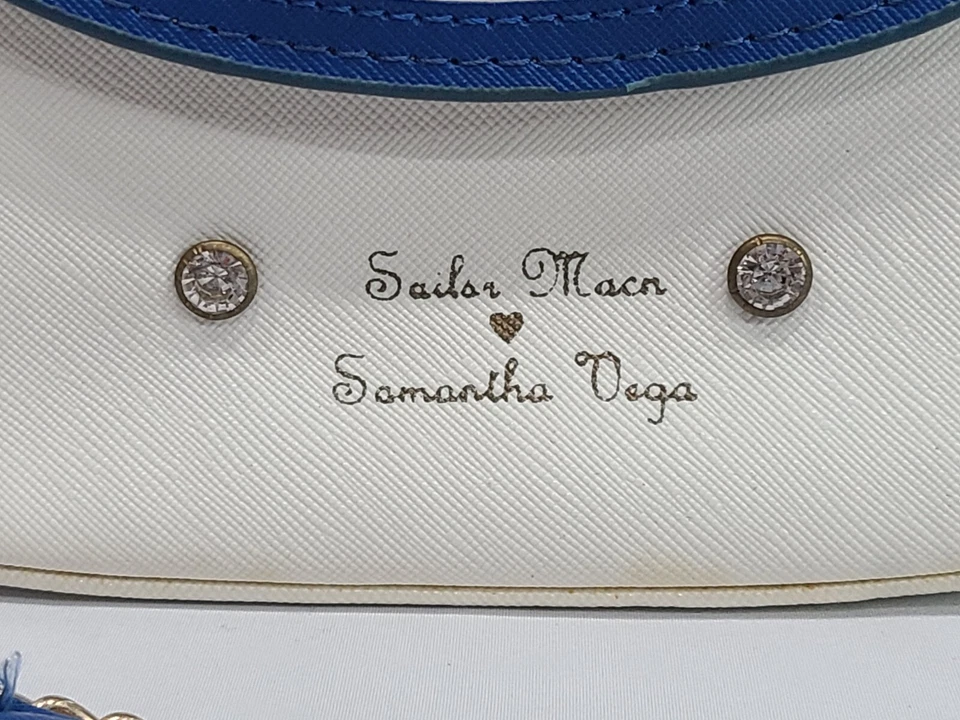 Sailor Moon
♥
Samantha Vega